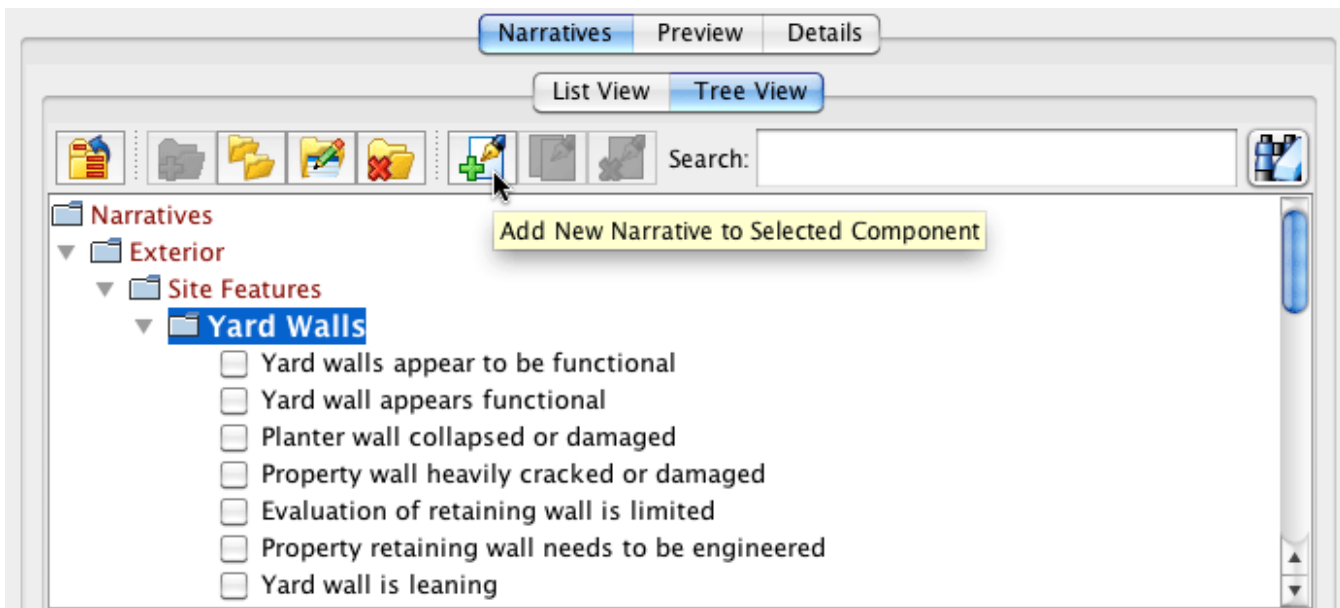 Narratives Preview Details
List View Tree View
Search:
Add New Narrative to Selected Component
Narratives
Exterior
Site Features
Yard Walls
Yard walls appear to be functional
Yard wall appears functional
Planter wall collapsed or damaged
Property wall heavily cracked or damaged
Evaluation of retaining wall is limited
Property retaining wall needs to be engineered
Yard wall is leaning